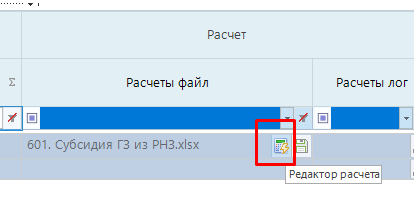 Расчет
Σ
Расчеты файл
Расчеты лог
601. Субсидия ГЗ из РНЗ.xlsx
Редактор расчета